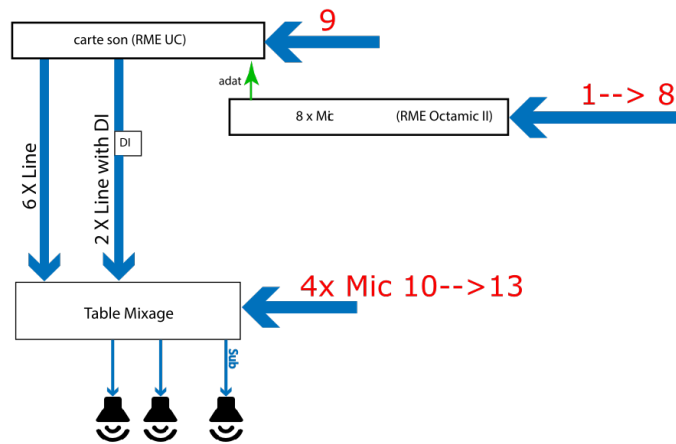 9
carte son (RME UC)
adat
1--> 8
8 x Mic (RME Octamic II)
DI
6 X Line
2 X Line with DI
4x Mic 10-->13
Table Mixage
Sub